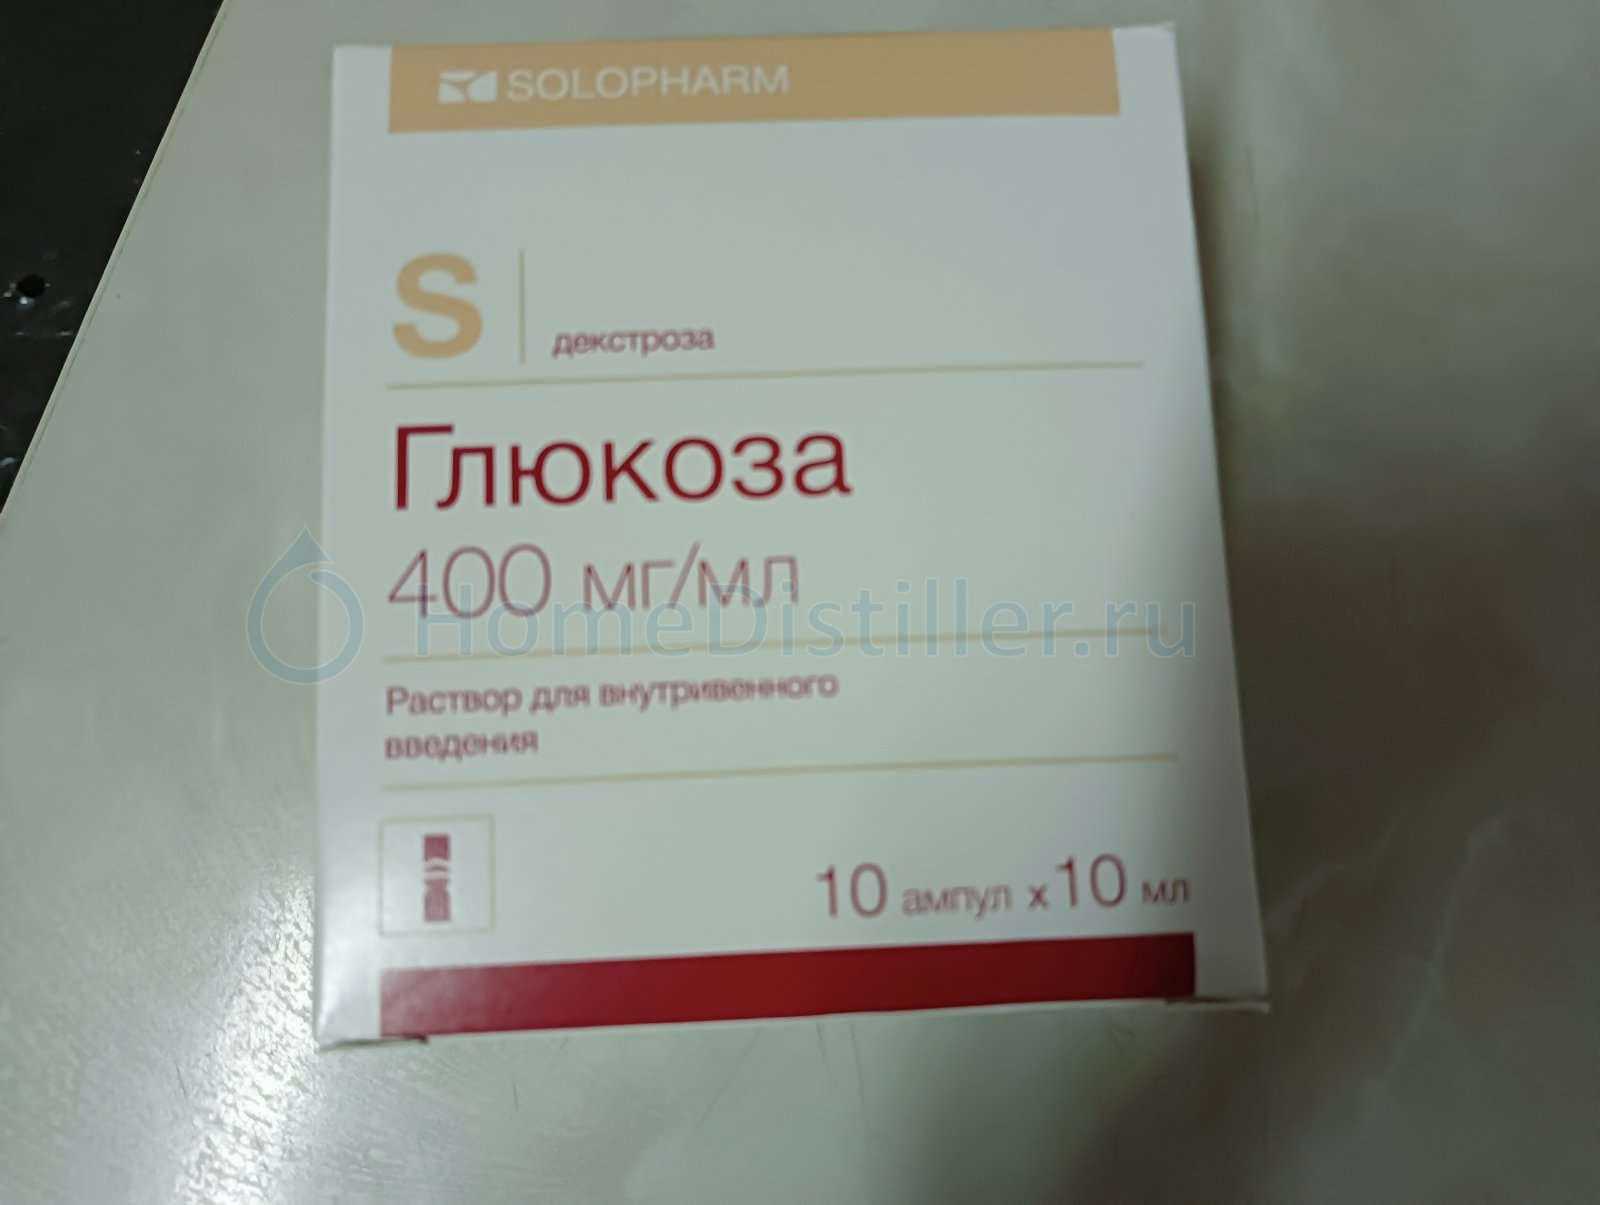 SOLOPHARM
S
декстроза
Глюкоза
400 мг/мл
HomeDistiller.ru
Раствор для внутривенного
введения
10 ампул x 10 мл